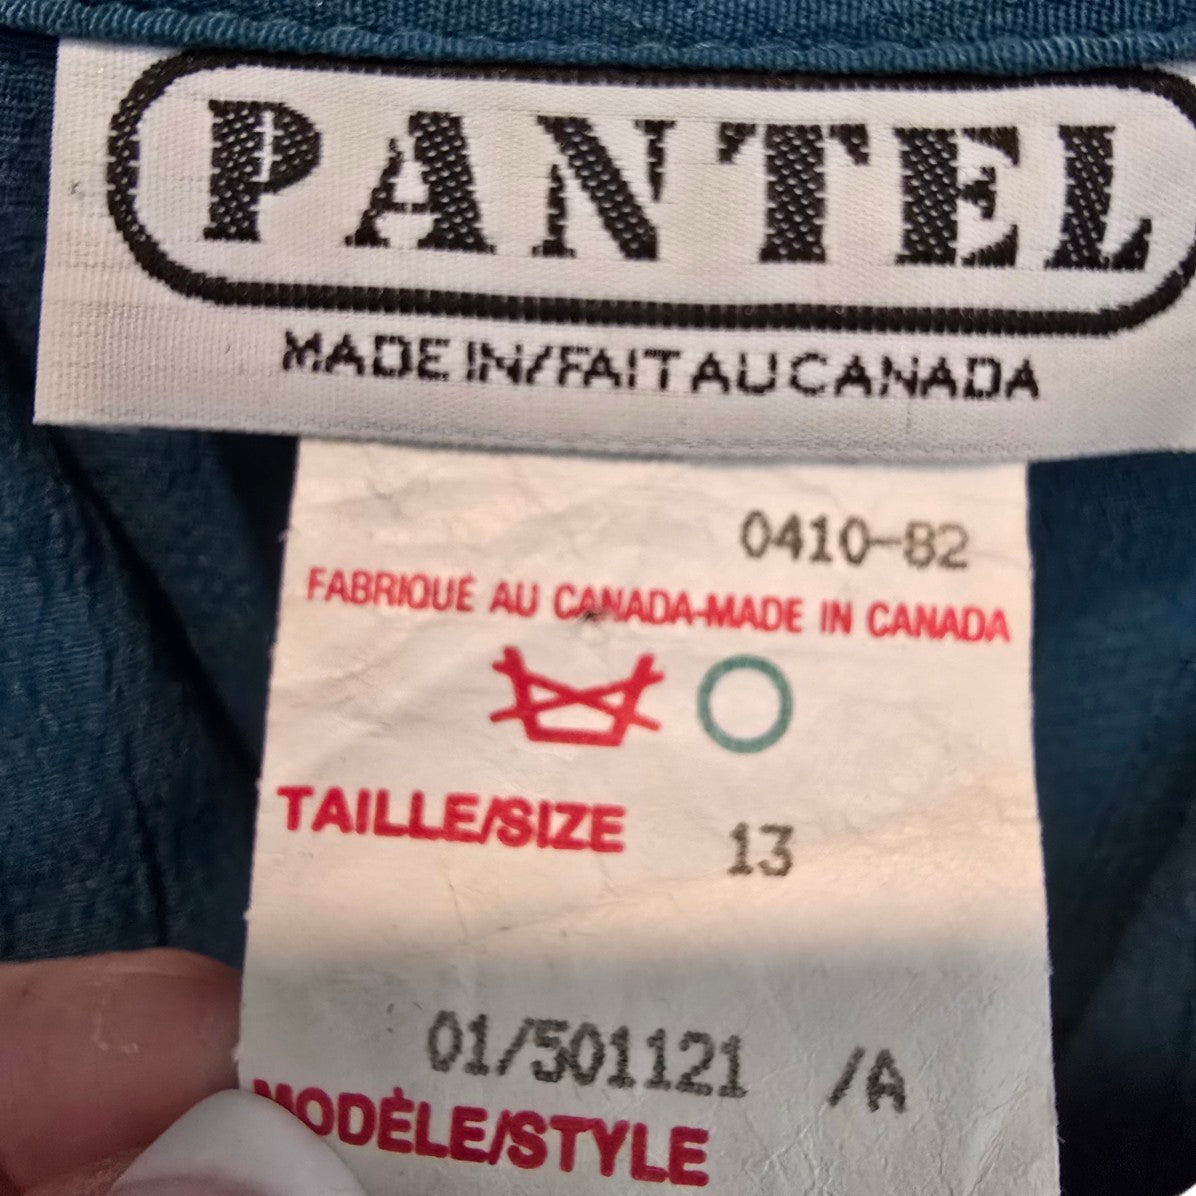 PANTEL
MADE IN/FAIT AU CANADA
0410-82
FABRIQUÉ AU CANADA-MADE IN CANADA
TAILLE/SIZE 13
01/501121 /A
MODÈLE/STYLE